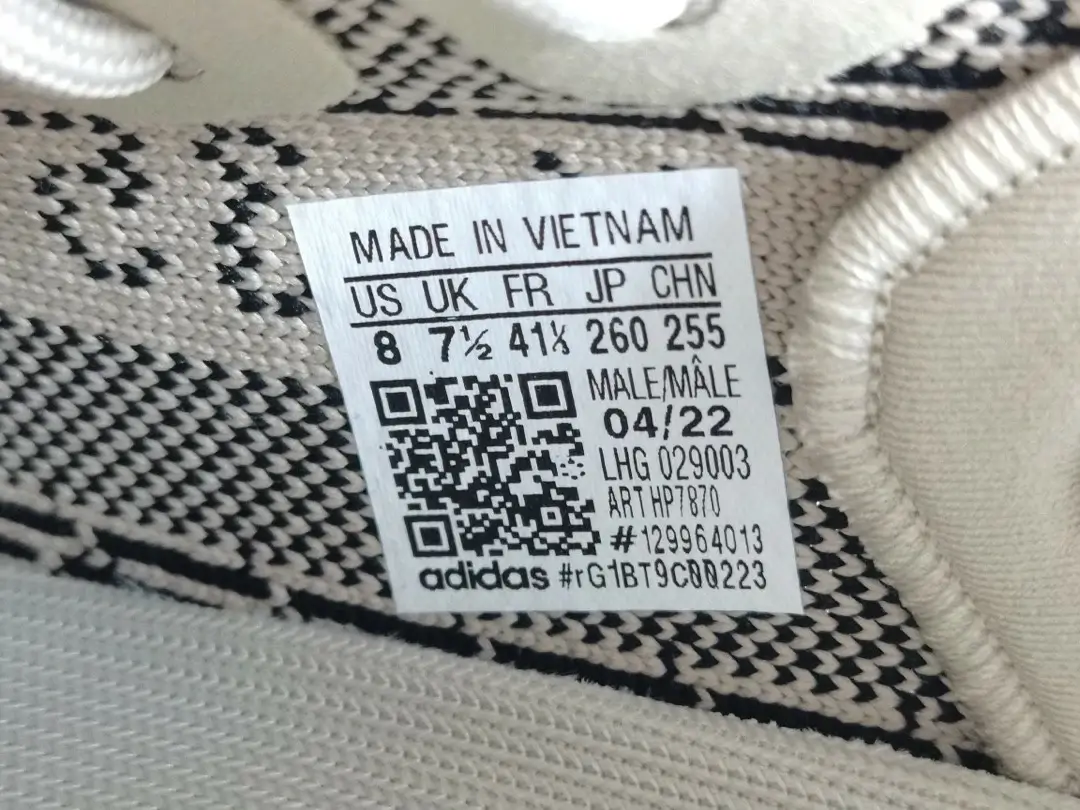 MADE IN VIETNAM
US UK FR JP CHN
8 7½ 41⅓ 260 255
MALE/MÂLE
04/22
LHG 029003
ART HP7870
#129964013
adidas #rG1BT9C00223